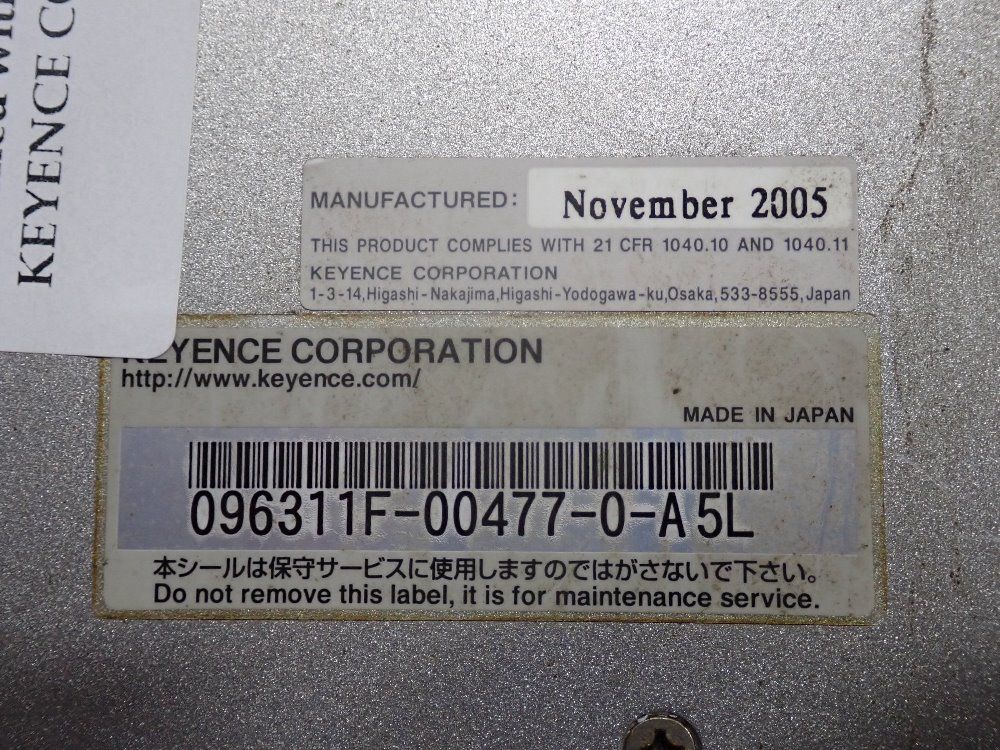 KEYENCE CO
MANUFACTURED: November 2005
THIS PRODUCT COMPLIES WITH 21 CFR 1040.10 AND 1040.11
KEYENCE CORPORATION
1-3-14,Higashi-Nakajima,Higashi-Yodogawa-ku,Osaka,533-8555,Japan
KEYENCE CORPORATION
http://www.keyence.com/
MADE IN JAPAN
096311F-00477-0-A5L
本シールは保守サービスに使用しますのではがさないで下さい。
Do not remove this label, it is for maintenance service.